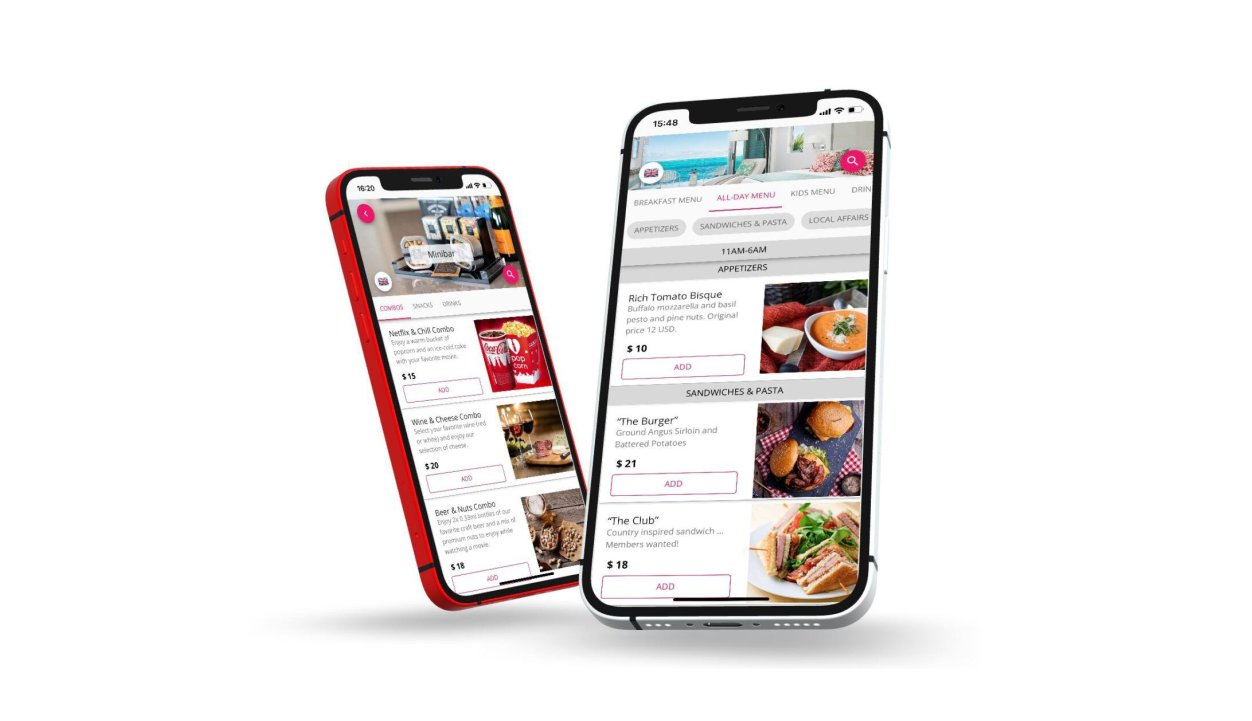 16:20
Minibar
COMBOS SNACKS DRINKS
Netflix & Chill Combo
Enjoy a warm bucket of
popcorn and an ice-cold coke
with your favorite movie.
$ 15
ADD
Coca-Cola
pop
corn
Wine & Cheese Combo
Select your favorite wine (red
or white) and enjoy our
selection of cheese.
$ 20
ADD
Beer & Nuts Combo
Enjoy 2x 0.33ml bottles of our
favorite craft beer and a mix of
premium nuts to enjoy while
watching a movie.
$ 18
ADD
15:48
BREAKFAST MENU ALL-DAY MENU KIDS MENU DRIN
APPETIZERS SANDWICHES & PASTA LOCAL AFFAIRS
11AM-6AM
APPETIZERS
Rich Tomato Bisque
Buffalo mozzarella and basil
pesto and pine nuts. Original
price 12 USD.
$ 10
ADD
SANDWICHES & PASTA
“The Burger”
Ground Angus Sirloin and
Battered Potatoes
$ 21
ADD
“The Club”
Country inspired sandwich ...
Members wanted!
$ 18
ADD